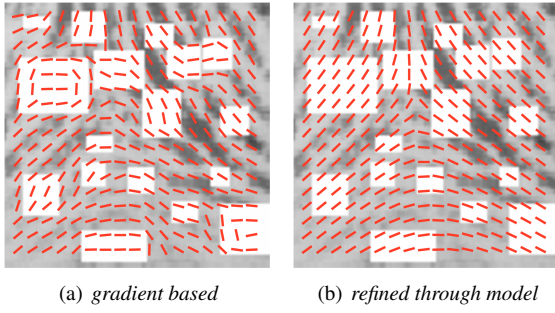 (a) gradient based
(b) refined through model